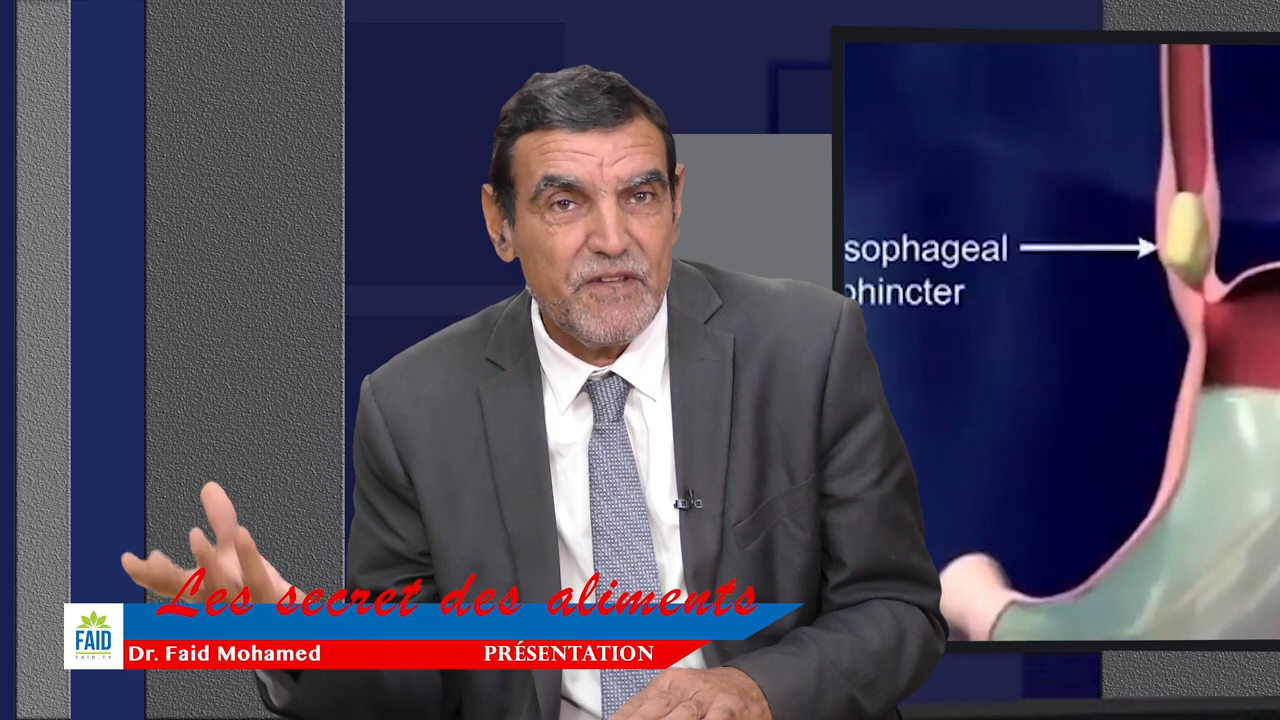 sophageal
phincter
Les secret des aliments
FAID
FAID.TV
Dr. Faid Mohamed
PRÉSENTATION